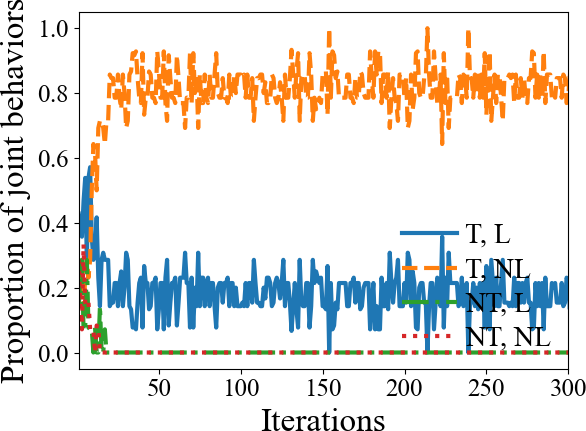 Proportion of joint behaviors
1.0
0.8
0.6
0.4
0.2
0.0
T, L
T, NL
NT, L
NT, NL
50
100
150
200
250
300
Iterations